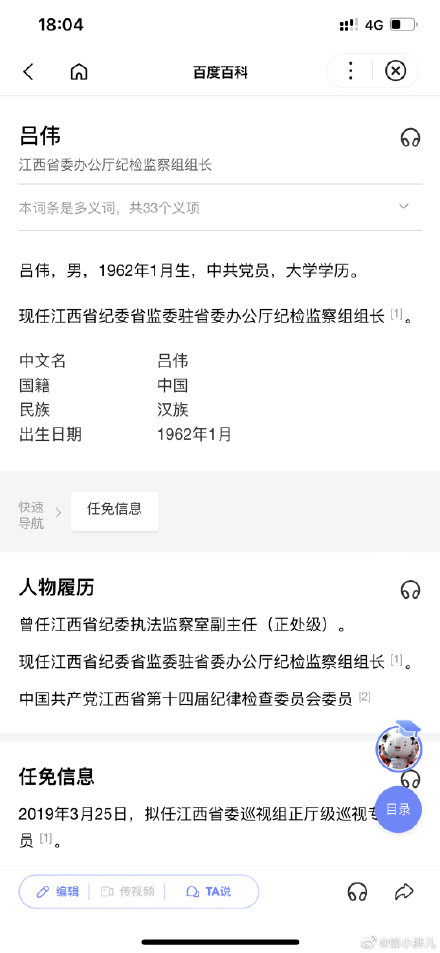 18:04
4G
百度百科
吕伟
江西省委办公厅纪检监察组组长
本词条是多义词，共33个义项
吕伟，男，1962年1月生，中共党员，大学学历。
现任江西省纪委省监委驻省委办公厅纪检监察组组长 [1] 。
中文名 吕伟
国籍 中国
民族 汉族
出生日期 1962年1月
快速
导航
任免信息
人物履历
曾任江西省纪委执法监察室副主任（正处级）。
现任江西省纪委省监委驻省委办公厅纪检监察组组长 [1] 。
中国共产党江西省第十四届纪律检查委员会委员 [2]
任免信息
目录
2019年3月25日，拟任江西省委巡视组正厅级巡视
员 [1] 。
编辑
传视频
TA说
小胖儿